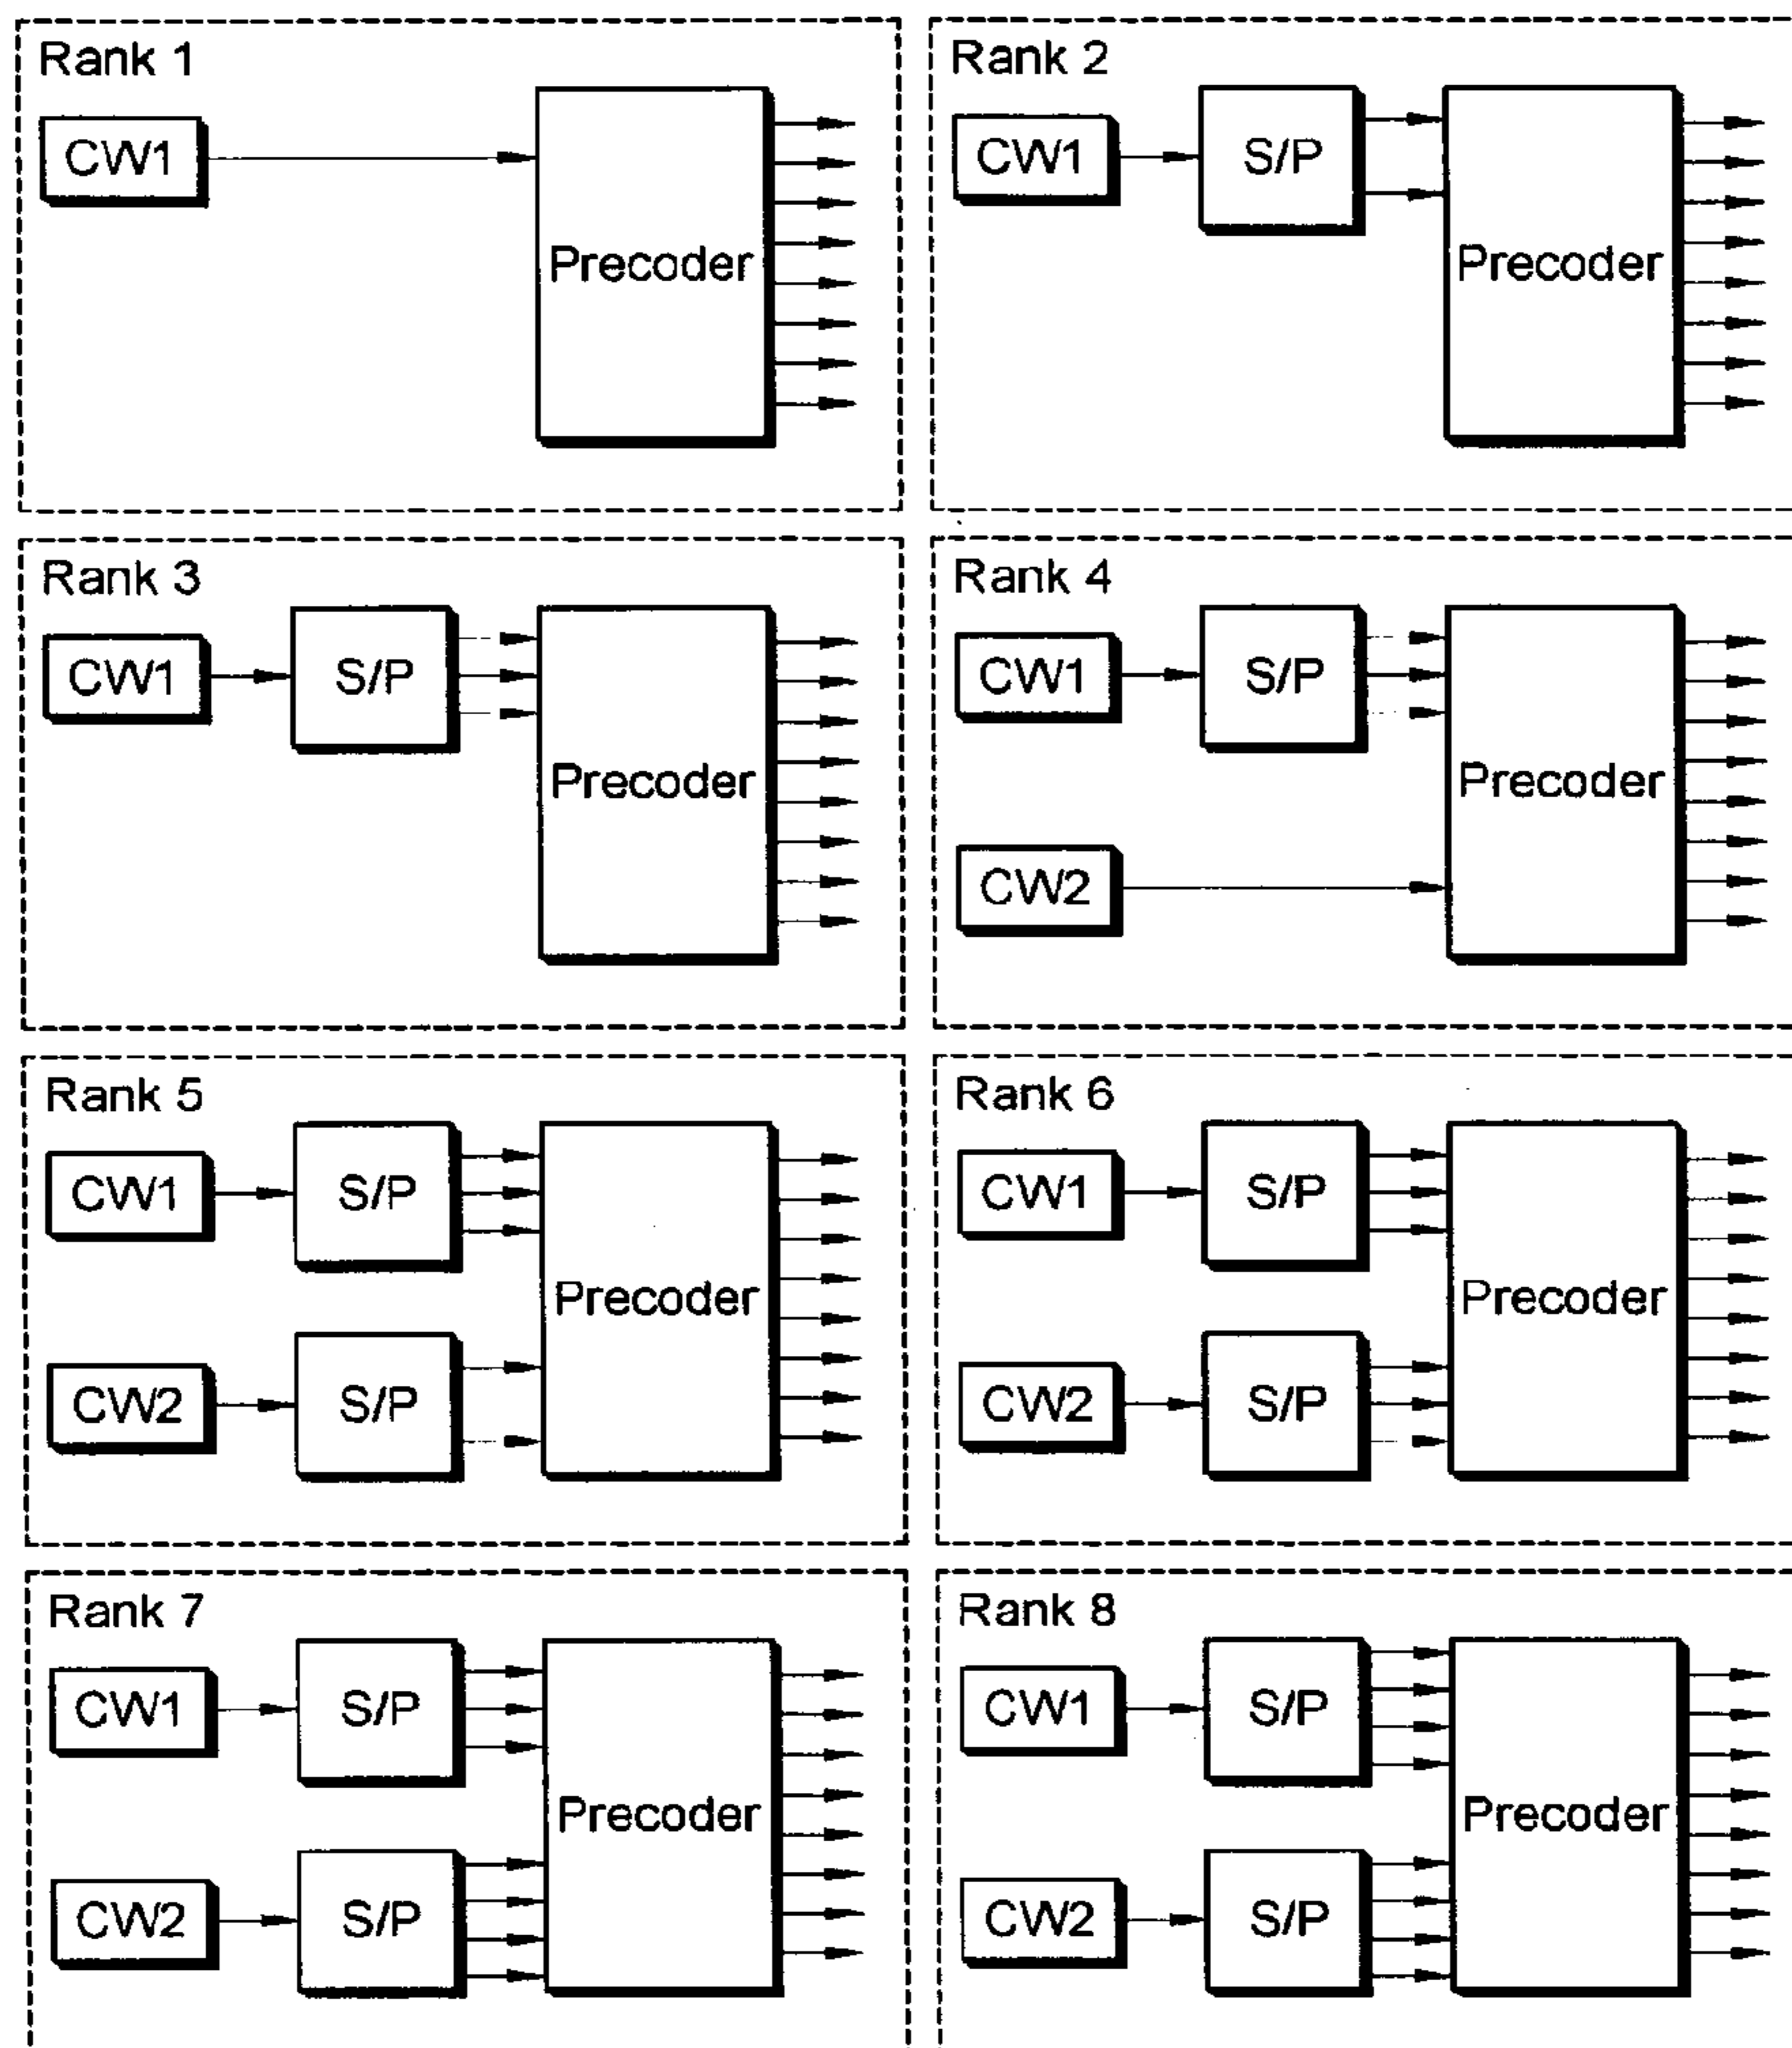 Rank 1
CW1
Precoder
Rank 2
CW1
S/P
Precoder
Rank 3
CW1
S/P
Precoder
Rank 4
CW1
S/P
Precoder
CW2
Rank 5
CW1
S/P
Precoder
CW2
S/P
Rank 6
CW1
S/P
Precoder
CW2
S/P
Rank 7
CW1
S/P
Precoder
CW2
S/P
Rank 8
CW1
S/P
Precoder
CW2
S/P